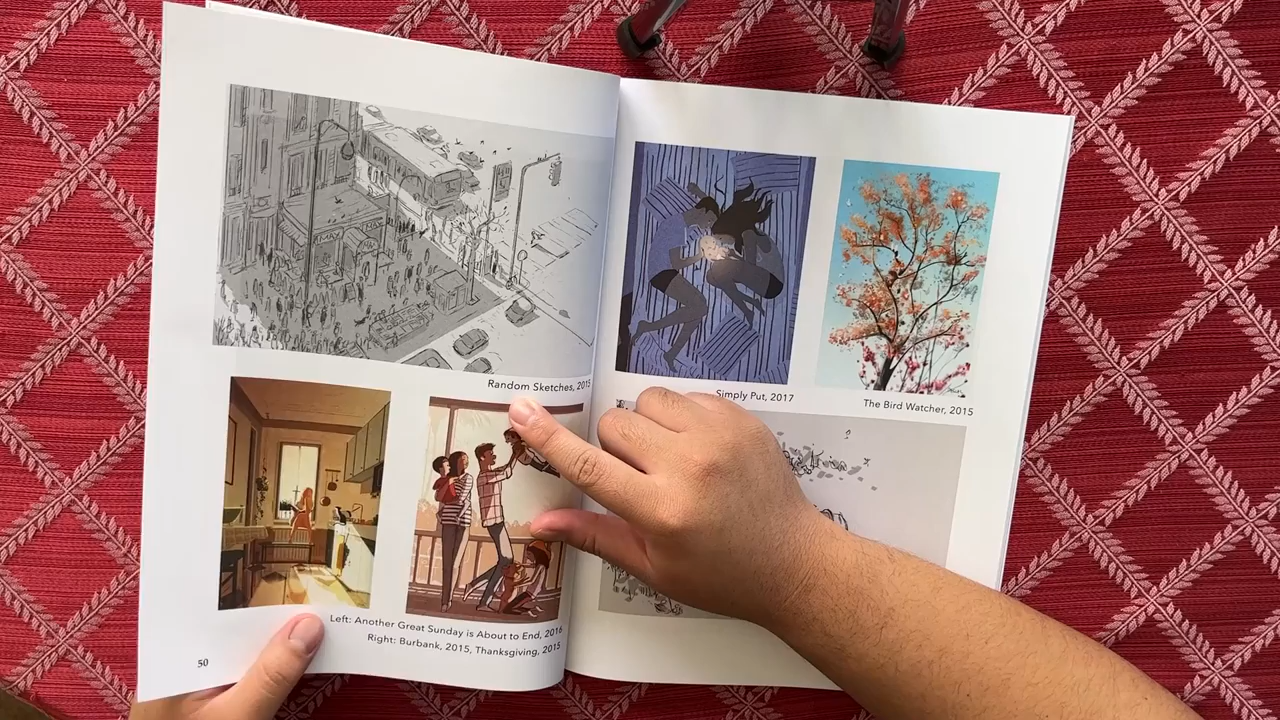 MAY
Random Sketches, 2015
Left: Another Great Sunday is About to End, 2016
Right: Burbank, 2015, Thanksgiving, 2015
50
Simply Put, 2017
The Bird Watcher, 2015